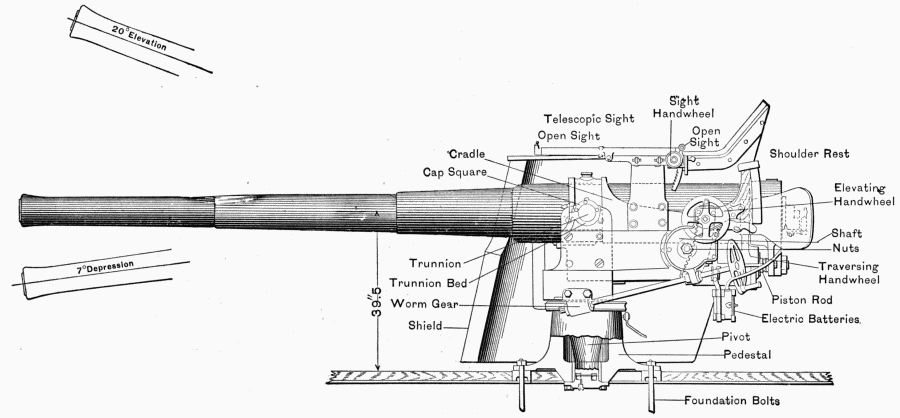 20° Elevation
Sight
Handwheel
Telescopic Sight
Open Sight
Open
Sight
Cradle
Shoulder Rest
Cap Square
Elevating
Handwheel
Shaft
Nuts
Trunnion
7° Depression
Traversing
Handwheel
Trunnion Bed
39".5
Worm Gear
Piston Rod
Electric Batteries.
Shield
Pivot
Pedestal
Foundation Bolts